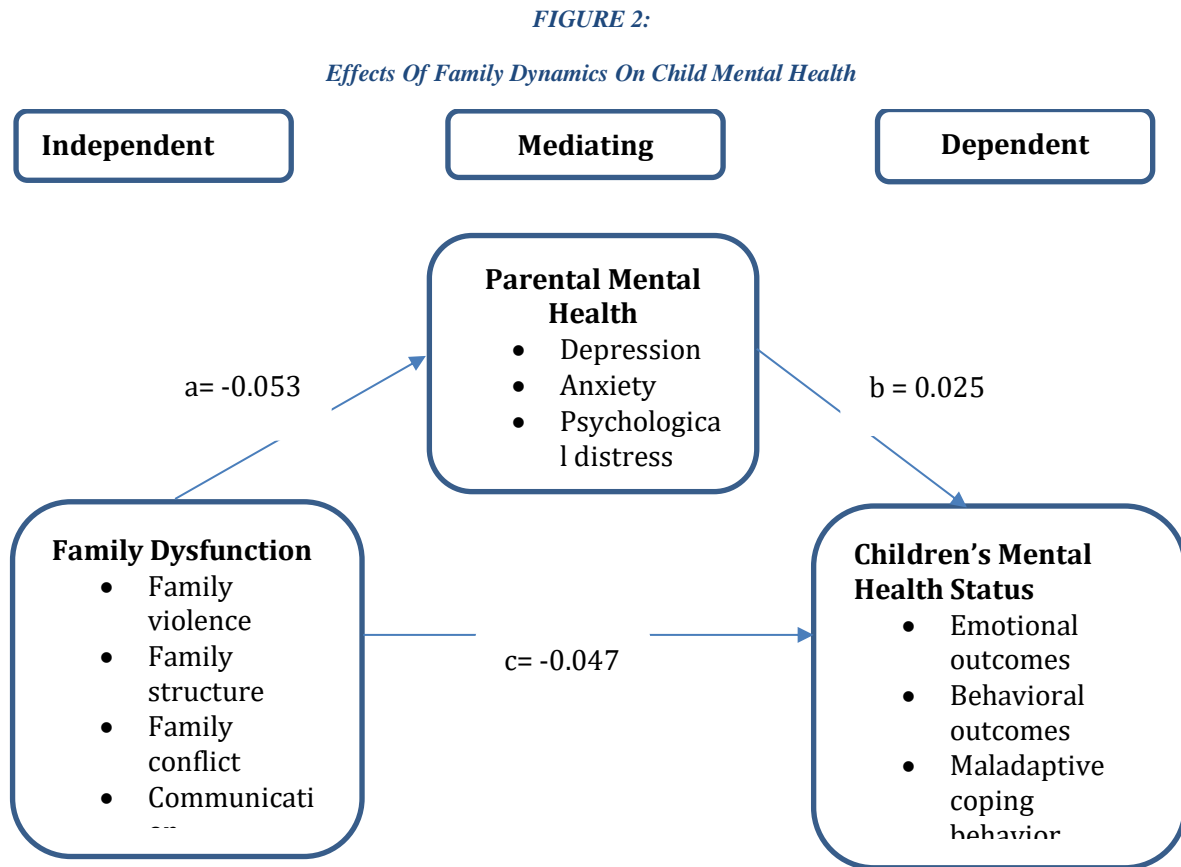 FIGURE 2:
Effects Of Family Dynamics On Child Mental Health
Independent
Mediating
Dependent
Parental Mental
Health
• Depression
• Anxiety
• Psychologica
l distress
a= -0.053
b = 0.025
Family Dysfunction
• Family
violence
• Family
structure
• Family
conflict
• Communicati
c= -0.047
Children’s Mental
Health Status
• Emotional
outcomes
• Behavioral
outcomes
• Maladaptive
coping
behavior